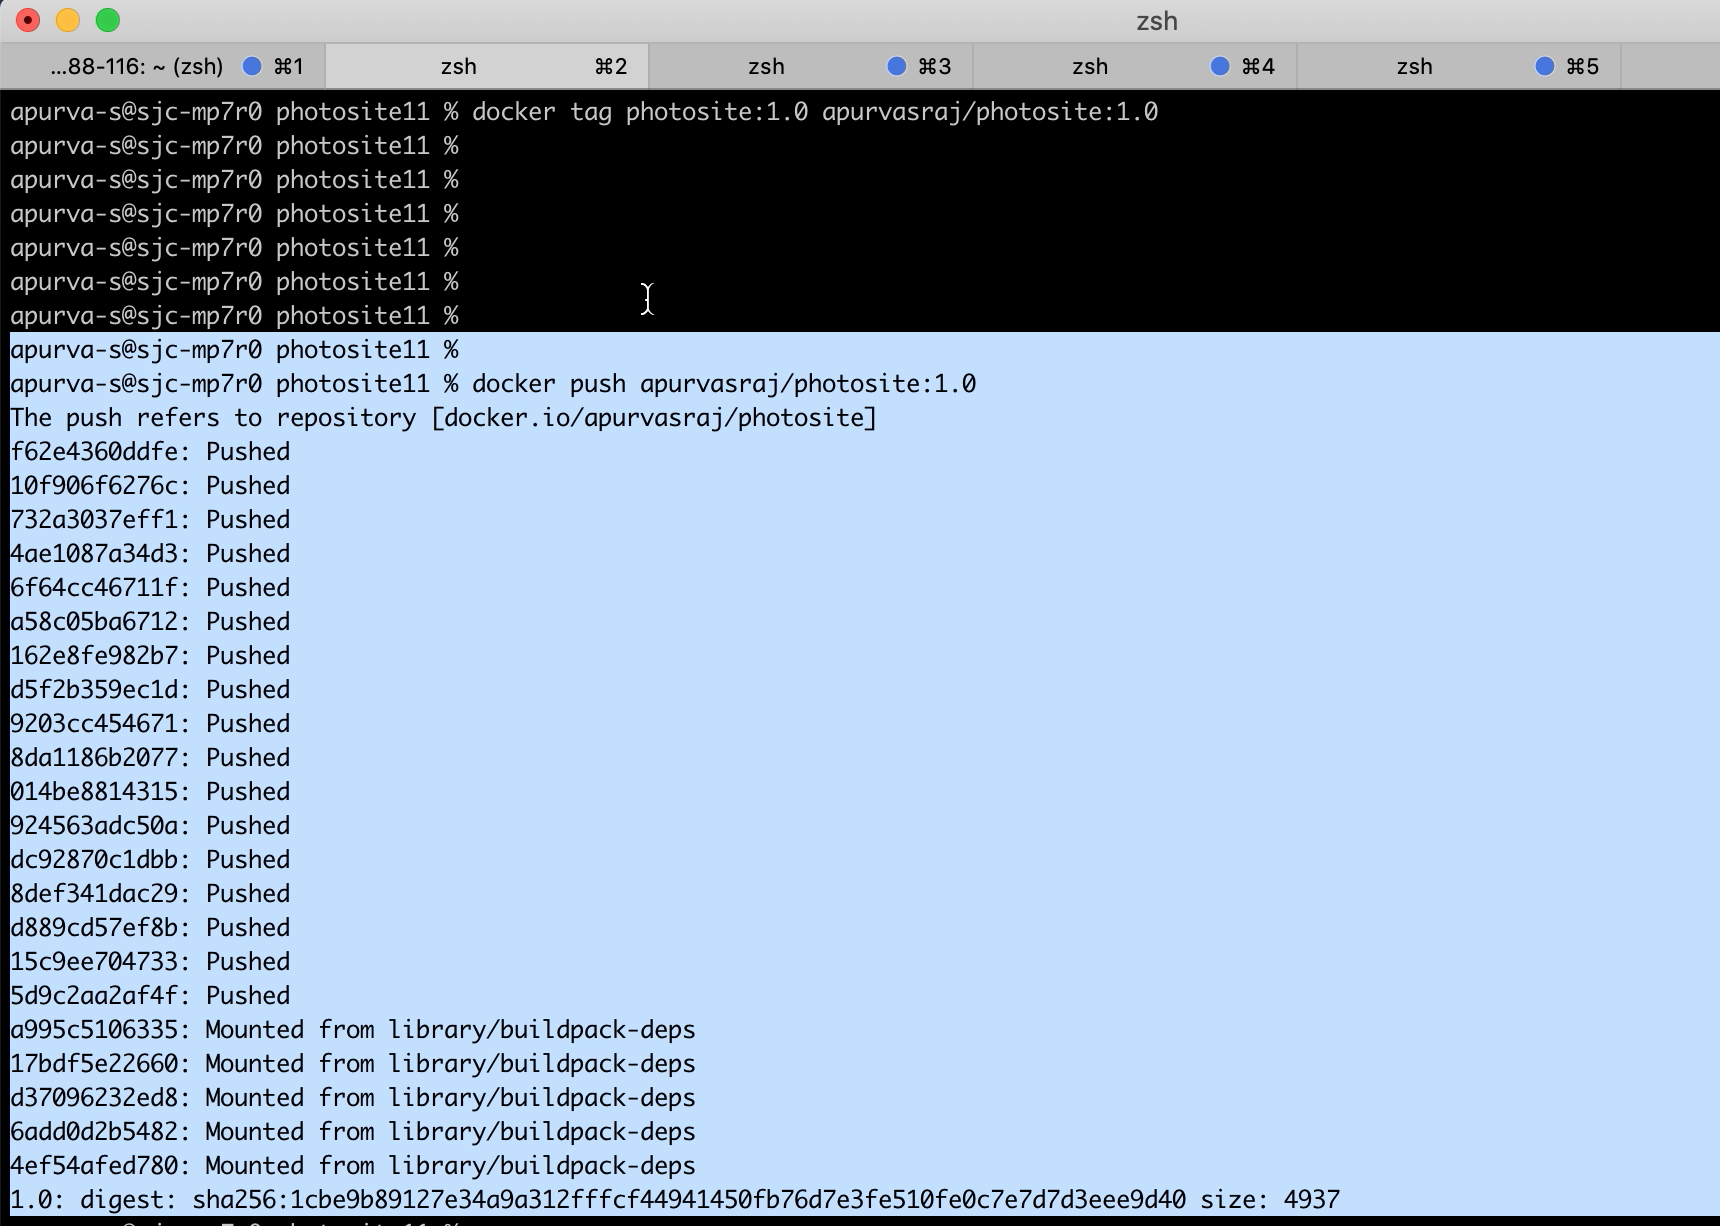 zsh
...88-116: ~ (zsh) ⌘1 zsh ⌘2 zsh ⌘3 zsh ⌘4 zsh ⌘5
apurva-s@sjc-mp7r0 photosite11 % docker tag photosite:1.0 apurvasraj/photosite:1.0
apurva-s@sjc-mp7r0 photosite11 %
apurva-s@sjc-mp7r0 photosite11 %
apurva-s@sjc-mp7r0 photosite11 %
apurva-s@sjc-mp7r0 photosite11 %
apurva-s@sjc-mp7r0 photosite11 %
apurva-s@sjc-mp7r0 photosite11 %
apurva-s@sjc-mp7r0 photosite11 %
apurva-s@sjc-mp7r0 photosite11 % docker push apurvasraj/photosite:1.0
The push refers to repository [docker.io/apurvasraj/photosite]
f62e4360ddfe: Pushed
10f906f6276c: Pushed
732a3037eff1: Pushed
4ae1087a34d3: Pushed
6f64cc46711f: Pushed
a58c05ba6712: Pushed
162e8fe982b7: Pushed
d5f2b359ec1d: Pushed
9203cc454671: Pushed
8da1186b2077: Pushed
014be8814315: Pushed
924563adc50a: Pushed
dc92870c1dbb: Pushed
8def341dac29: Pushed
d889cd57ef8b: Pushed
15c9ee704733: Pushed
5d9c2aa2af4f: Pushed
a995c5106335: Mounted from library/buildpack-deps
17bdf5e22660: Mounted from library/buildpack-deps
d37096232ed8: Mounted from library/buildpack-deps
6add0d2b5482: Mounted from library/buildpack-deps
4ef54afed780: Mounted from library/buildpack-deps
1.0: digest: sha256:1cbe9b89127e34a9a312fffcf44941450fb76d7e3fe510fe0c7e7d7d3eee9d40 size: 4937